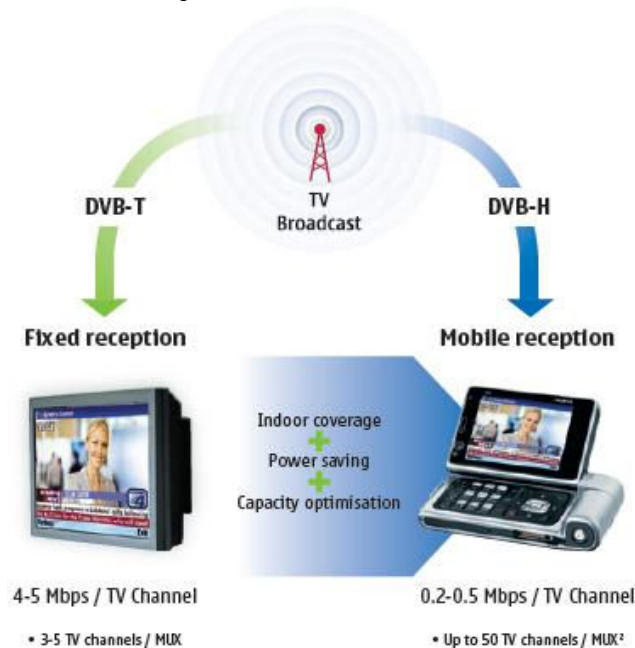 TV
Broadcast
DVB-T
DVB-H
Fixed reception
Mobile reception
Indoor coverage
+
Power saving
+
Capacity optimisation
4-5 Mbps / TV Channel
0.2-0.5 Mbps / TV Channel
• 3-5 TV channels / MUX
• Up to 50 TV channels / MUX²